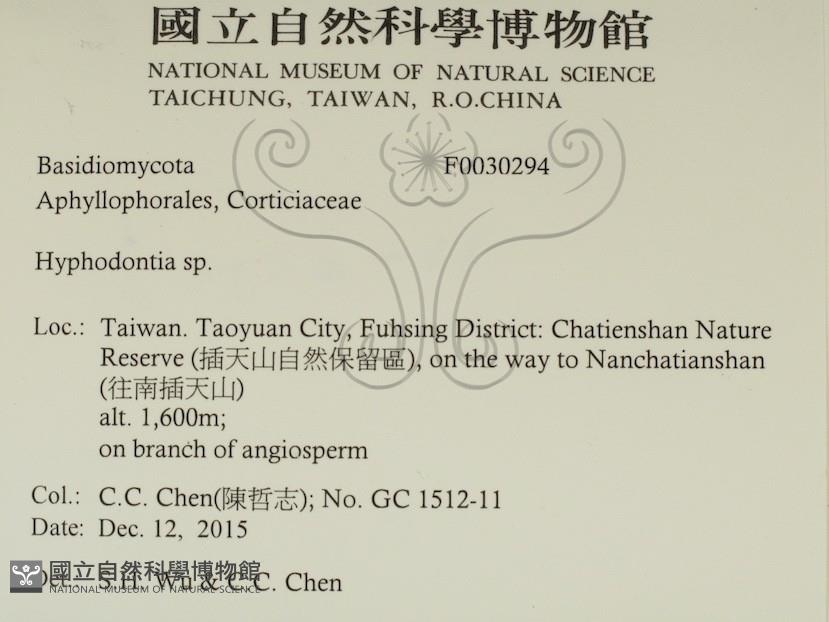 國立自然科學博物館
NATIONAL MUSEUM OF NATURAL SCIENCE
TAICHUNG, TAIWAN, R.O.CHINA
Basidiomycota F0030294
Aphyllophorales, Corticiaceae
Hyphodontia sp.
Loc.: Taiwan. Taoyuan City, Fuhsing District: Chatienshan Nature
Reserve (插天山自然保留區), on the way to Nanchatianshan
(往南插天山)
alt. 1,600m;
on branch of angiosperm
Col.: C.C. Chen(陳哲志); No. GC 1512-11
Date: Dec. 12, 2015
Det.: S.H. Wu & C.C. Chen
國立自然科學博物館
NATIONAL MUSEUM OF NATURAL SCIENCE